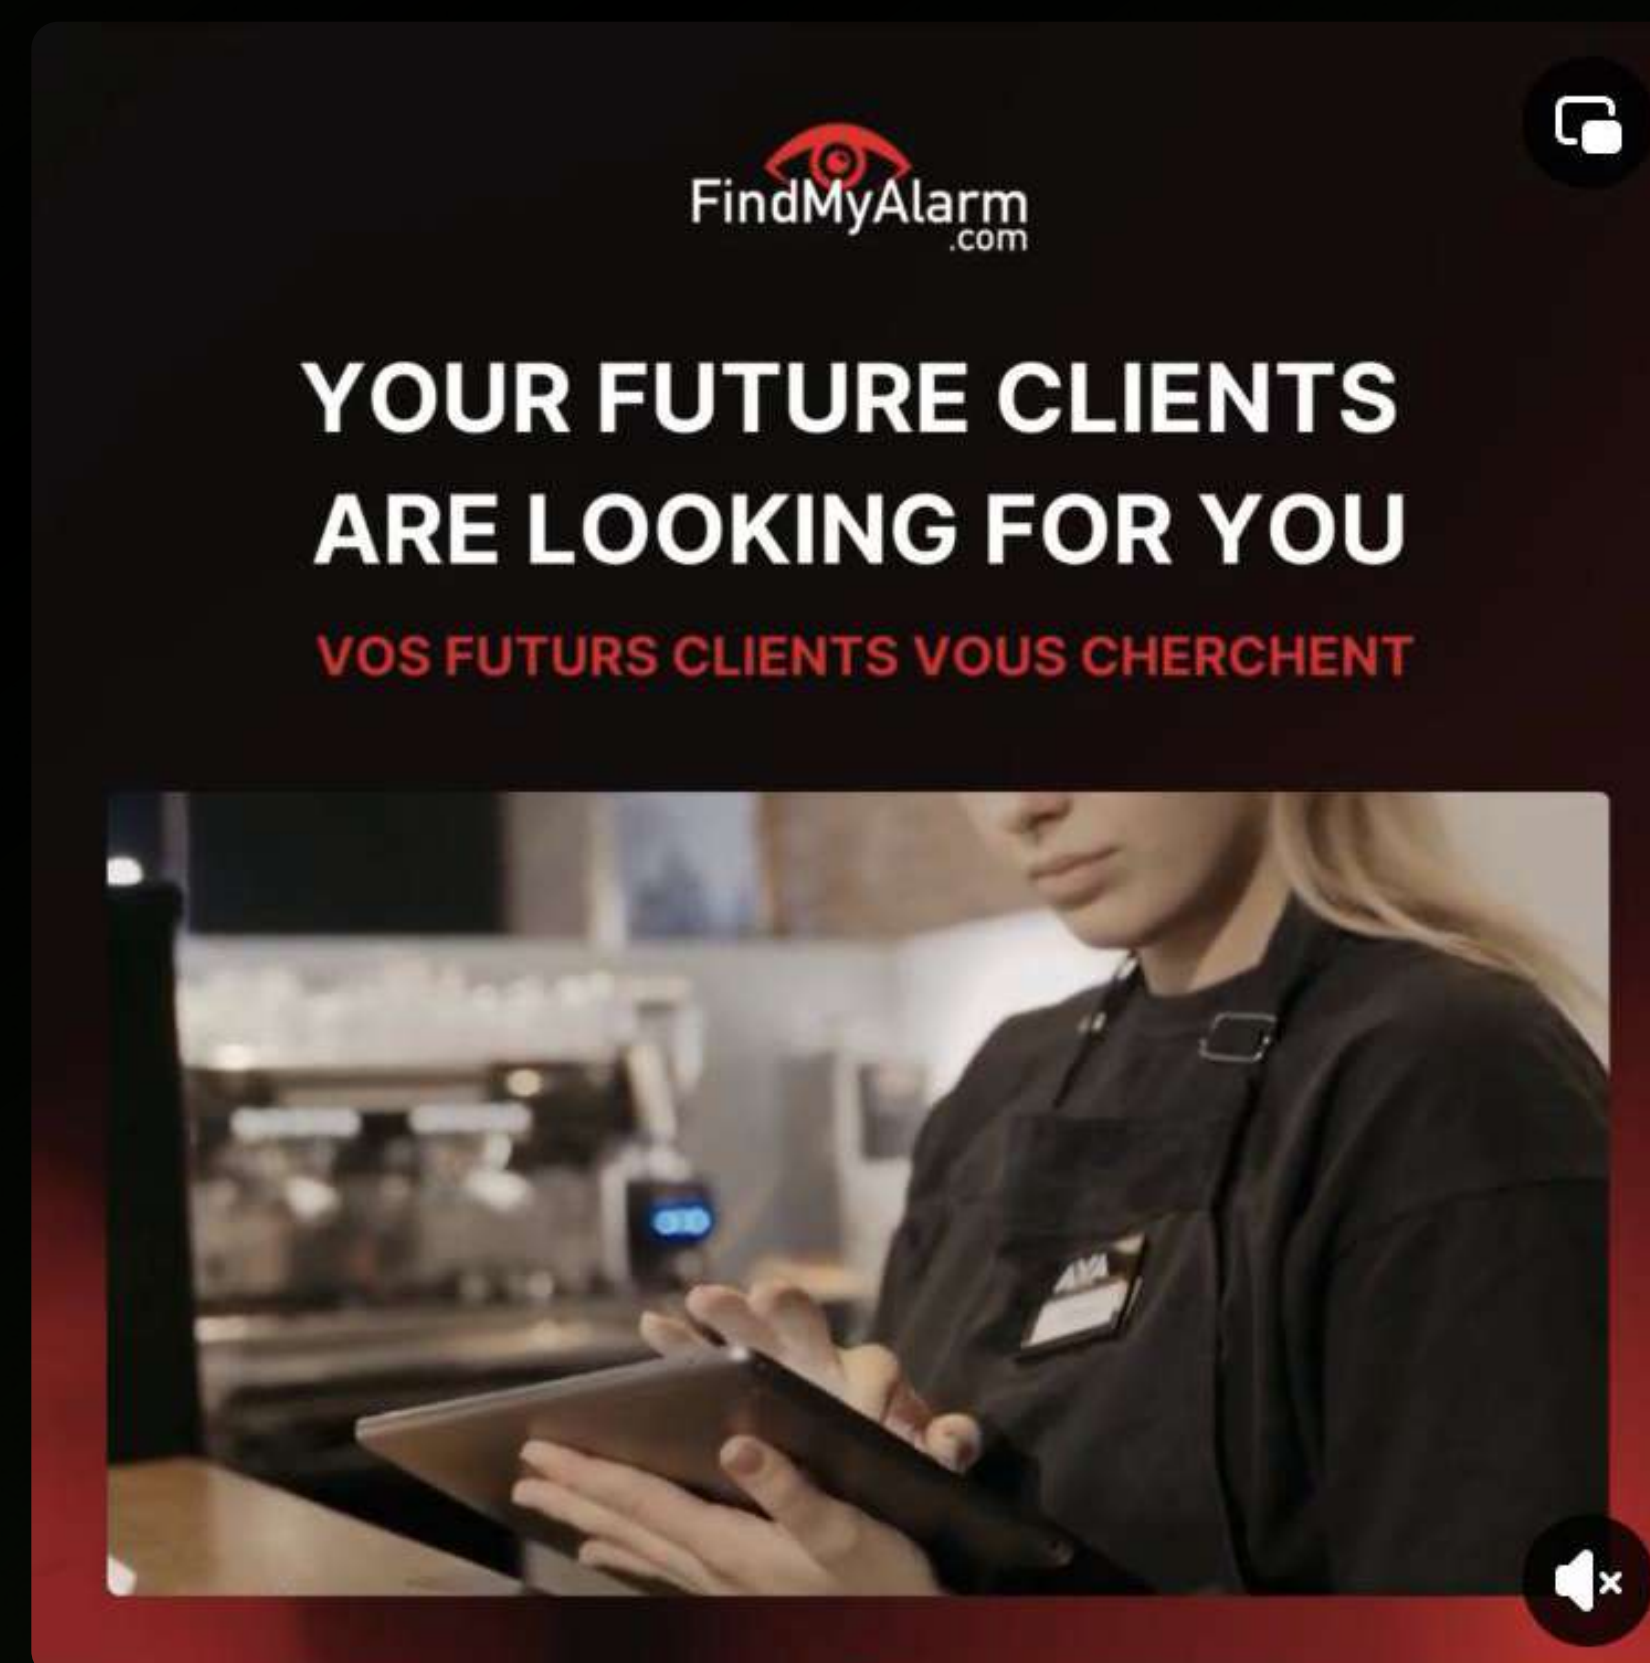 FindMyAlarm
.com
YOUR FUTURE CLIENTS
ARE LOOKING FOR YOU
VOS FUTURS CLIENTS VOUS CHERCHENT